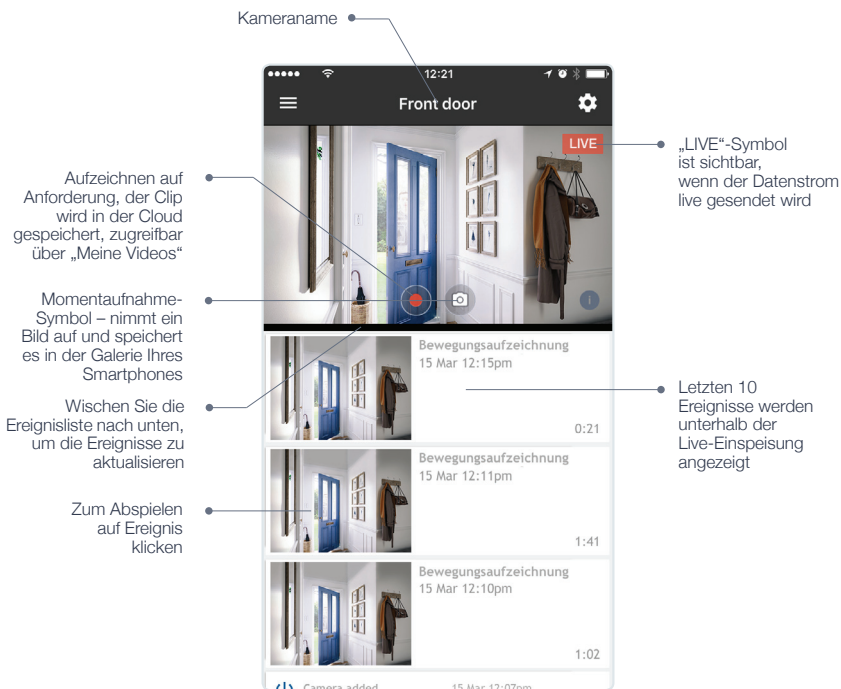 Kameraname
12:21
Front door
LIVE
„LIVE“-Symbol
ist sichtbar,
wenn der Datenstrom
live gesendet wird
Aufzeichnen auf
Anforderung, der Clip
wird in der Cloud
gespeichert, zugreifbar
über „Meine Videos“
Momentaufnahme-
Symbol – nimmt ein
Bild auf und speichert
es in der Galerie Ihres
Smartphones
Wischen Sie die
Ereignisliste nach unten,
um die Ereignisse zu
aktualisieren
Zum Abspielen
auf Ereignis
klicken
i
Bewegungsaufzeichnung
15 Mar 12:15pm
0:21
Bewegungsaufzeichnung
15 Mar 12:11pm
1:41
Bewegungsaufzeichnung
15 Mar 12:10pm
1:02
Camera added
15 Mar 12:07pm
Letzten 10
Ereignisse werden
unterhalb der
Live-Einspeisung
angezeigt